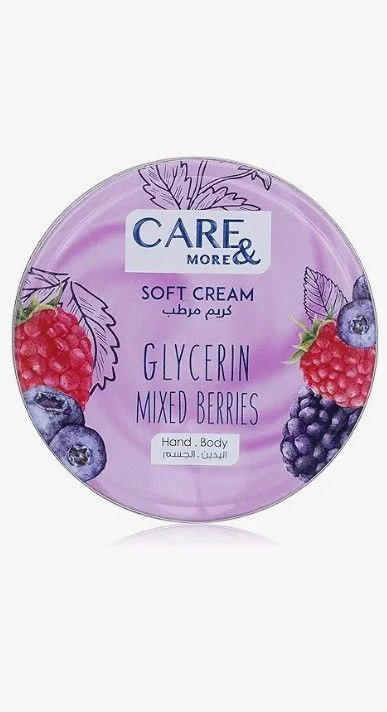 CARE &
MORE
SOFT CREAM
كريم مرطب
GLYCERIN
MIXED BERRIES
Hand . Body
اليدين . الجسم